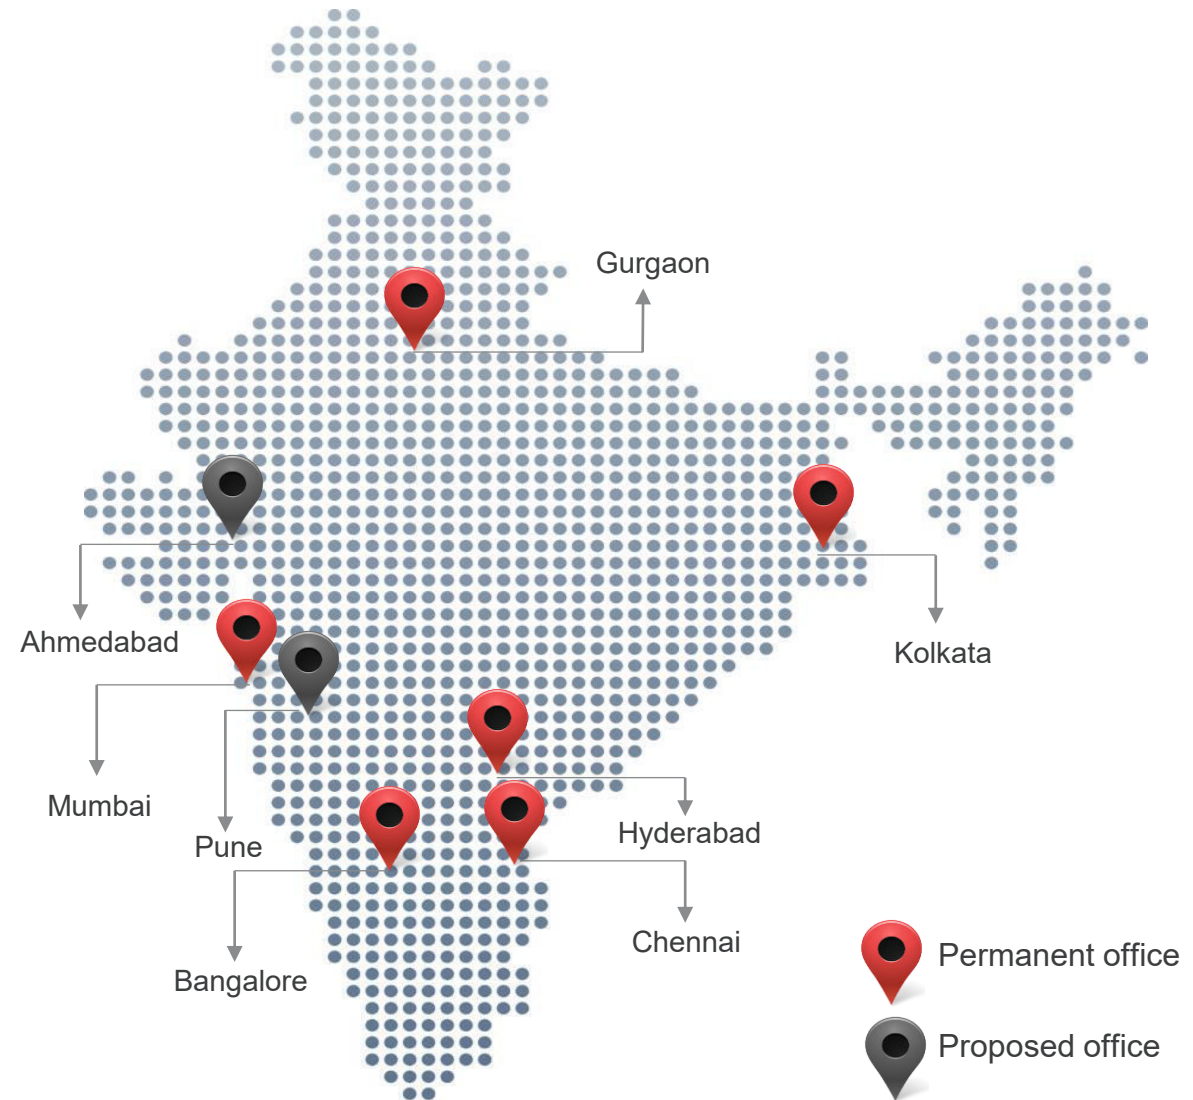 Gurgaon
Ahmedabad
Kolkata
Mumbai
Pune
Hyderabad
Chennai
Bangalore
Permanent office
Proposed office